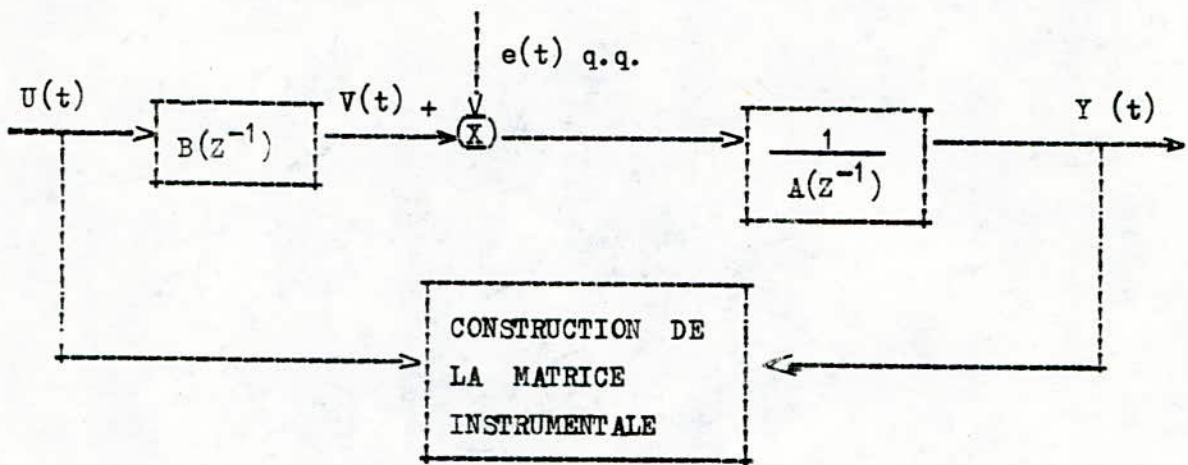 e(t) q.q.
U(t)
V(t) +
Y (t)
B(Z⁻¹)
(X)
1
A(Z⁻¹)
CONSTRUCTION DE
LA MATRICE
INSTRUMENTALE